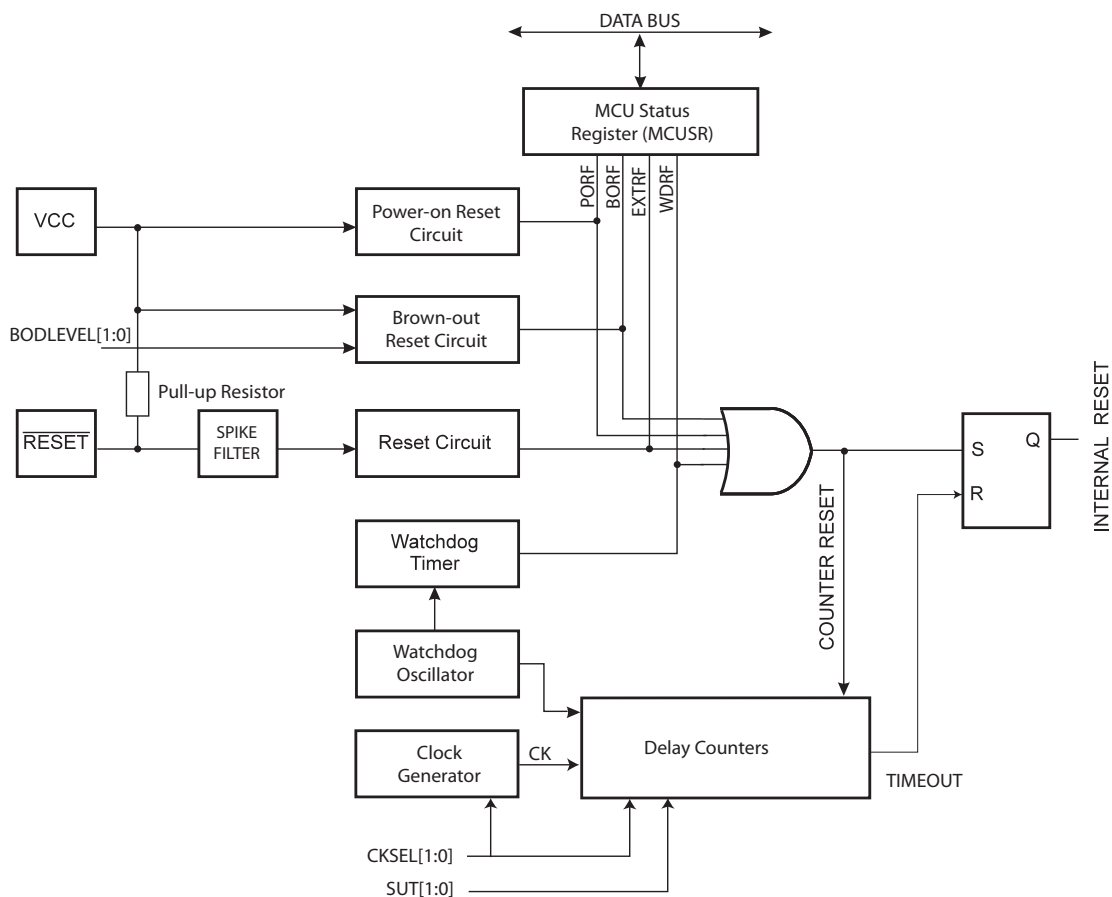 DATA BUS
MCU Status
Register (MCUSR)
PORF
BORF
EXTRF
WDRF
VCC
Power-on Reset
Circuit
BODLEVEL[1:0]
Brown-out
Reset Circuit
Pull-up Resistor
RESET
SPIKE
FILTER
Reset Circuit
S
Q
R
INTERNAL RESET
Watchdog
Timer
COUNTER RESET
Watchdog
Oscillator
Clock
Generator
CK
Delay Counters
TIMEOUT
CKSEL[1:0]
SUT[1:0]